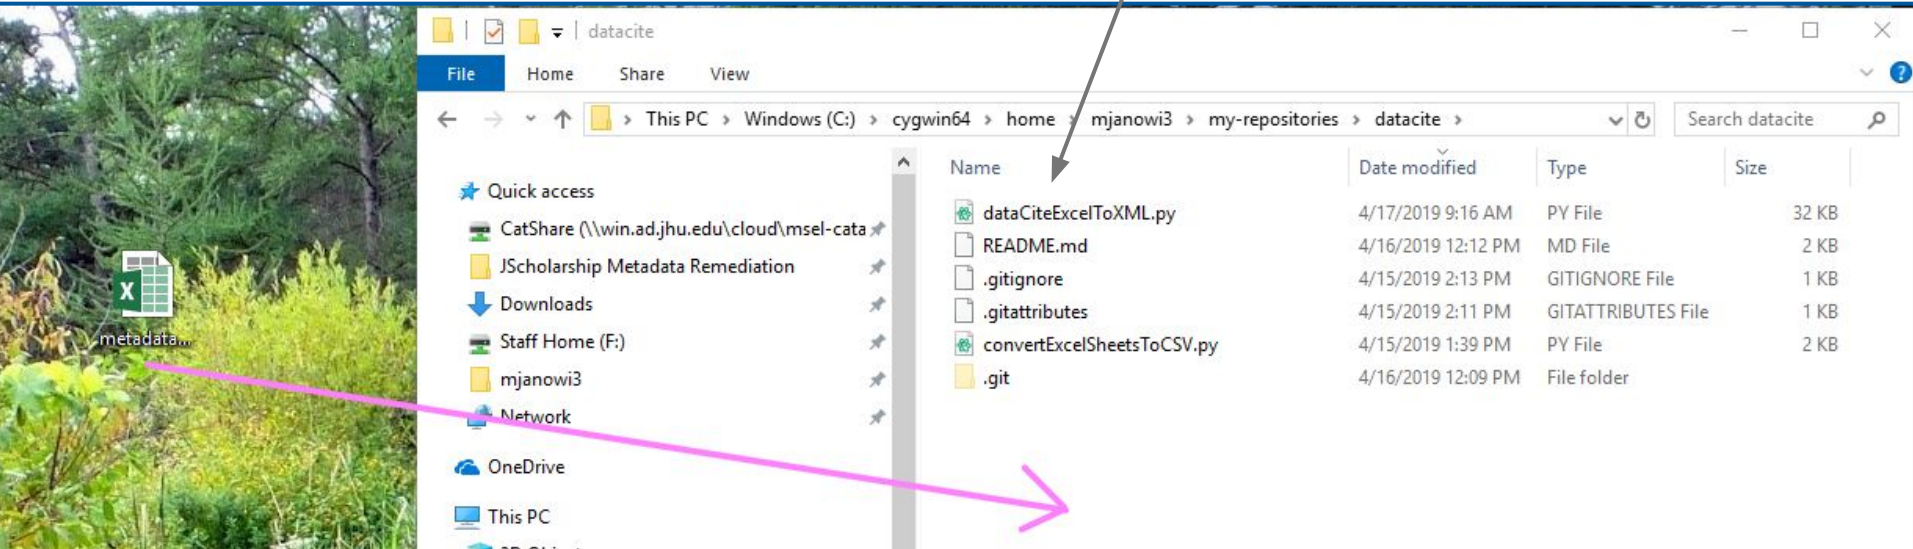 datacite
File Home Share View
This PC > Windows (C:) > cygwin64 > home > mjanowi3 > my-repositories > datacite >
Search datacite
Name Date modified Type Size
Quick access
CatShare (\\win.ad.jhu.edu\cloud\msel-cata
JScholarship Metadata Remediation
Downloads
Staff Home (F:)
mjanowi3
Network
OneDrive
This PC
dataCiteExcelToXML.py 4/17/2019 9:16 AM PY File 32 KB
README.md 4/16/2019 12:12 PM MD File 2 KB
.gitignore 4/15/2019 2:13 PM GITIGNORE File 1 KB
.gitattributes 4/15/2019 2:11 PM GITATTRIBUTES File 1 KB
convertExcelSheetsToCSV.py 4/15/2019 1:39 PM PY File 2 KB
.git 4/16/2019 12:09 PM File folder
X
metadata...